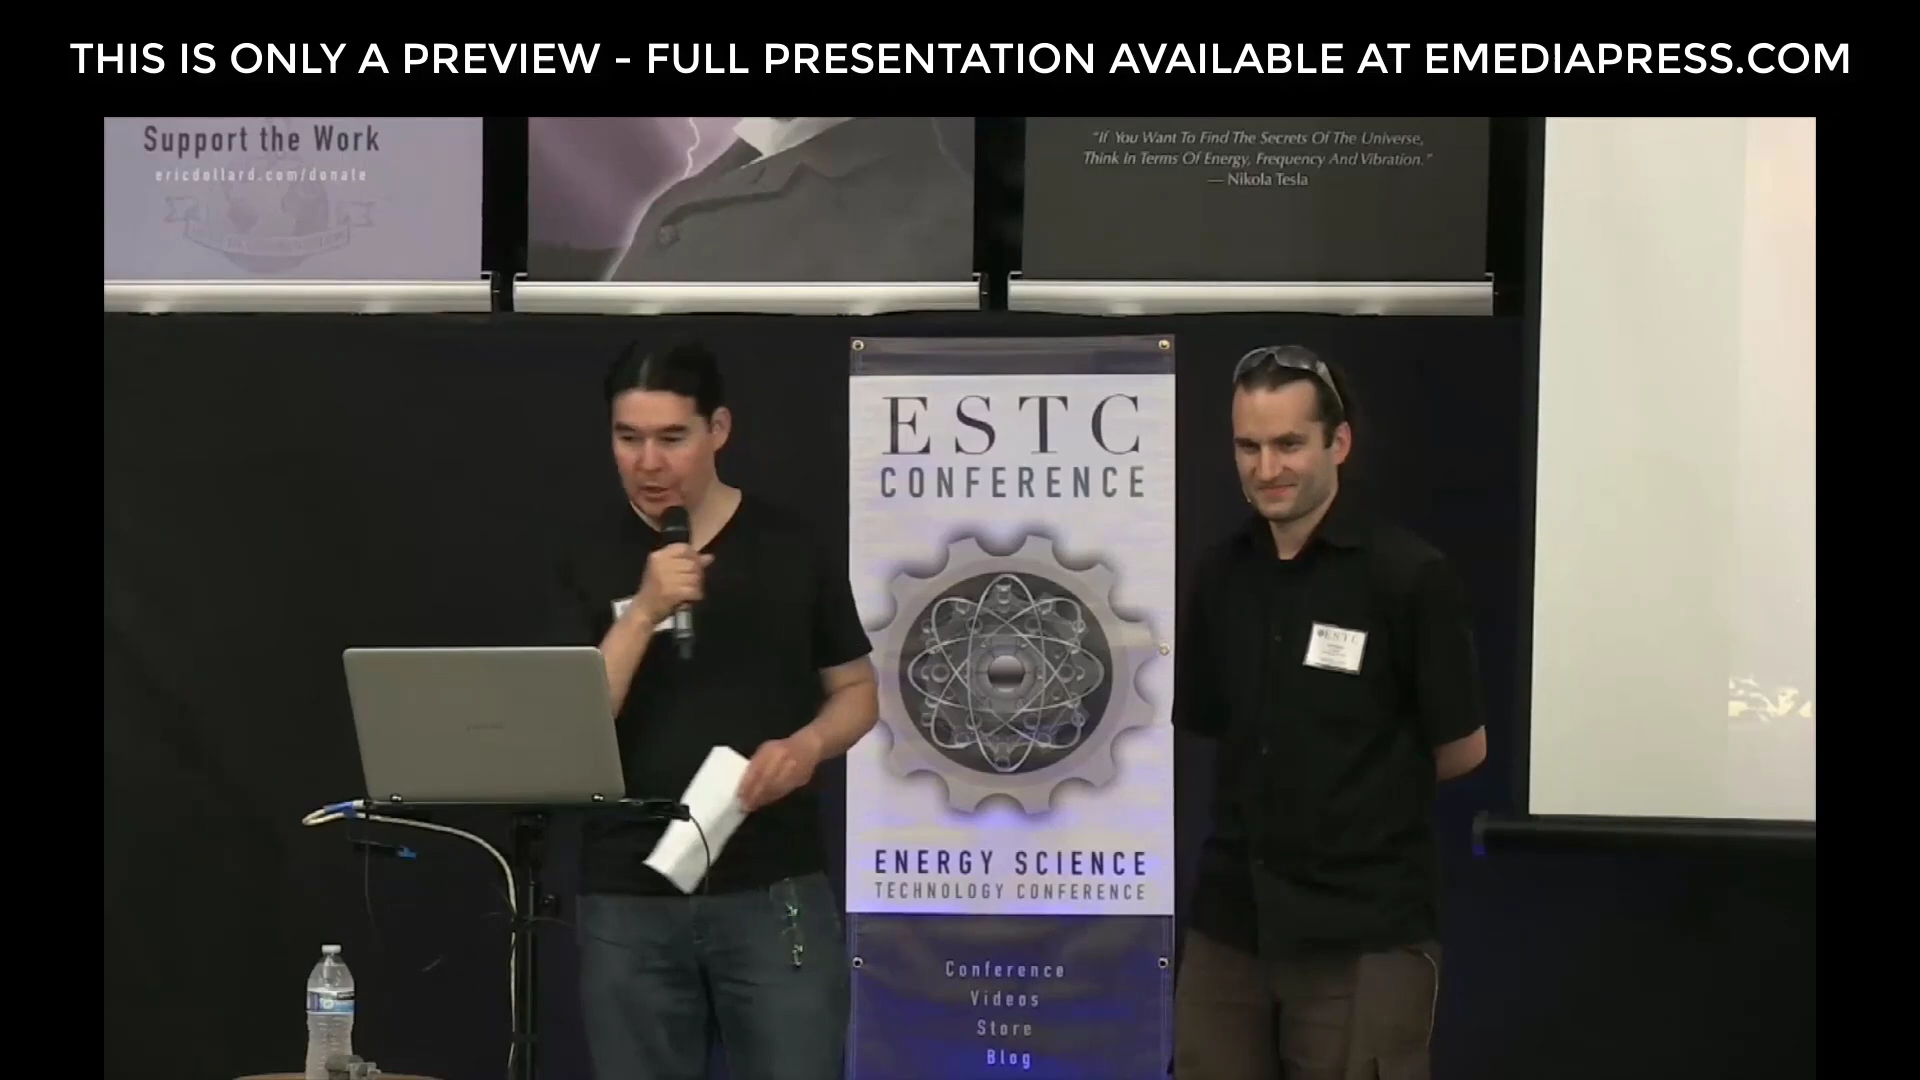 THIS IS ONLY A PREVIEW - FULL PRESENTATION AVAILABLE AT EMEDIAPRESS.COM
Support the Work
ericdollard.com/donate
"If You Want To Find The Secrets Of The Universe,
Think In Terms Of Energy, Frequency And Vibration."
— Nikola Tesla
ESTC
CONFERENCE
ESTC
ENERGY SCIENCE
TECHNOLOGY CONFERENCE
Conference
Videos
Store
Blog